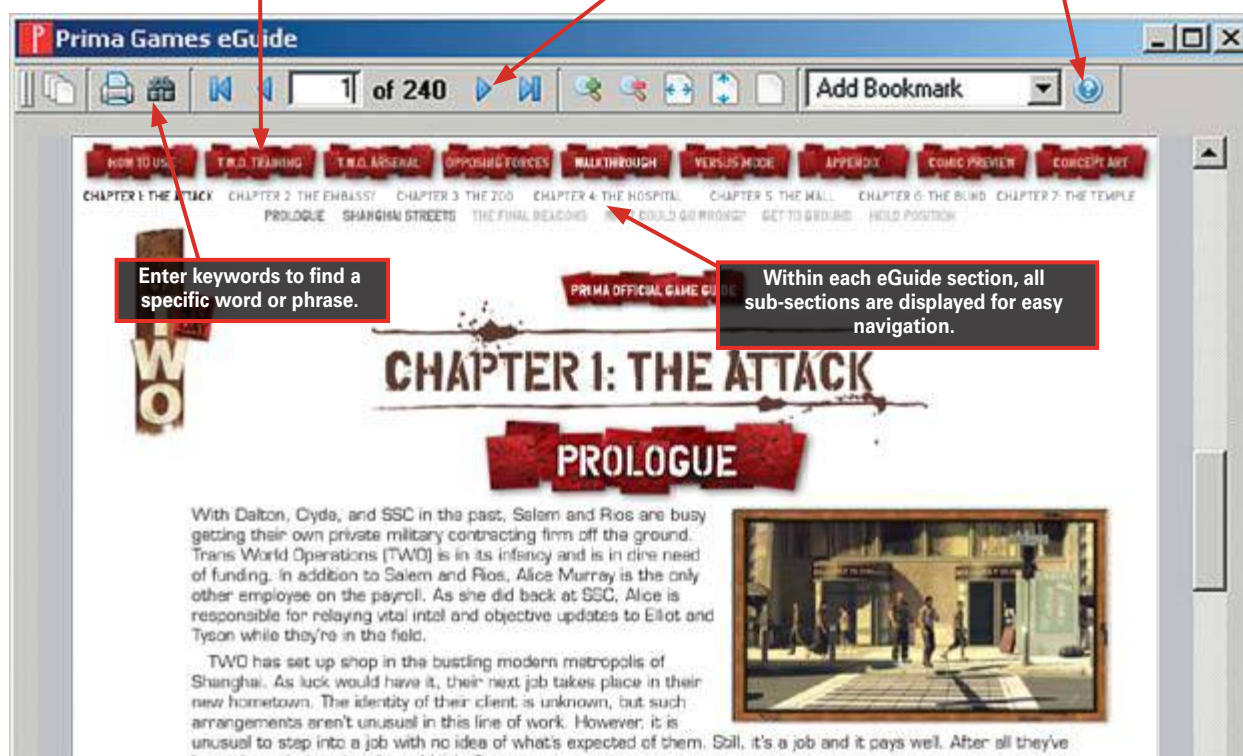 Prima Games eGuide
1 of 240
Add Bookmark
HOW TO USE T.W.O. TRAINING T.W.O. ARSENAL OPPOSING FORCES WALKTHROUGH VERSUS MODE APPENDIX COMIC PREVIEW CONCEPT ART
CHAPTER 1: THE ATTACK CHAPTER 2: THE EMBASSY CHAPTER 3: THE ZOO CHAPTER 4: THE HOSPITAL CHAPTER 5: THE MALL CHAPTER 6: THE BUND CHAPTER 7: THE TEMPLE
PROLOGUE SHANGHAI STREETS THE FINAL BEACONS COULD GO WRONG? GET TO GROUND HOLD POSITION
Enter keywords to find a
specific word or phrase.
Within each eGuide section, all
sub-sections are displayed for easy
navigation.
PRIMA OFFICIAL GAME GUIDE
TWO
CHAPTER 1: THE ATTACK
PROLOGUE
With Dalton, Clyde, and SSC in the past, Salem and Rios are busy
getting their own private military contracting firm off the ground.
Trans World Operations (TWO) is in its infancy and is in dire need
of funding. In addition to Salem and Rios, Alice Murray is the only
other employee on the payroll. As she did back at SSC, Alice is
responsible for relaying vital intel and objective updates to Elliot and
Tyson while they're in the field.
TWO has set up shop in the bustling modern metropolis of
Shanghai. As luck would have it, their next job takes place in their
new hometown. The identity of their client is unknown, but such
arrangements aren't unusual in this line of work. However, it is
unusual to step into a job with no idea of what's expected of them. Still, it's a job and it pays well. After all they've